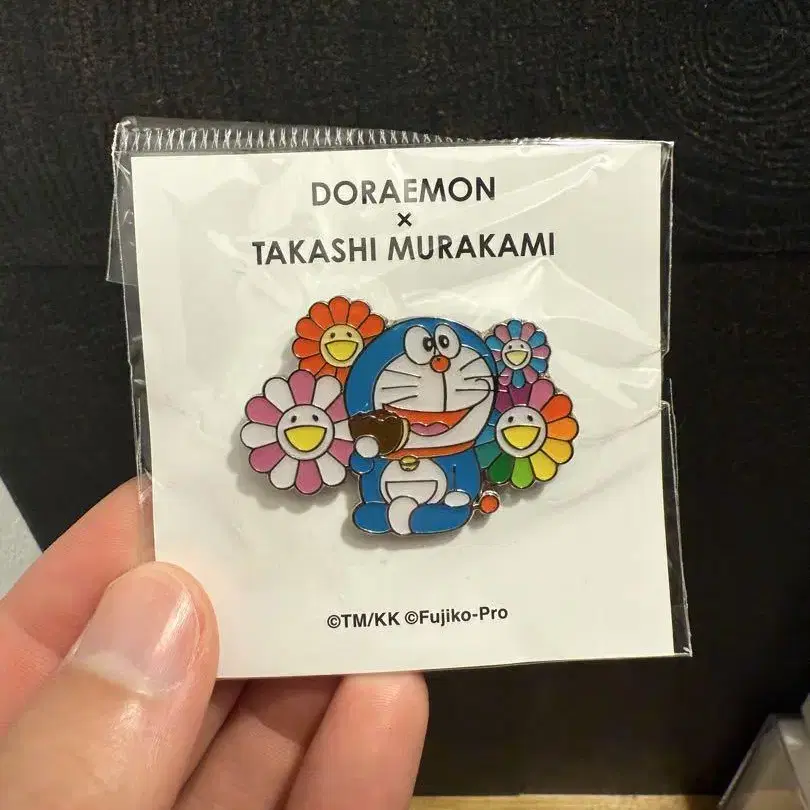 DORAEMON
×
TAKASHI MURAKAMI
©TM/KK ©Fujiko-Pro